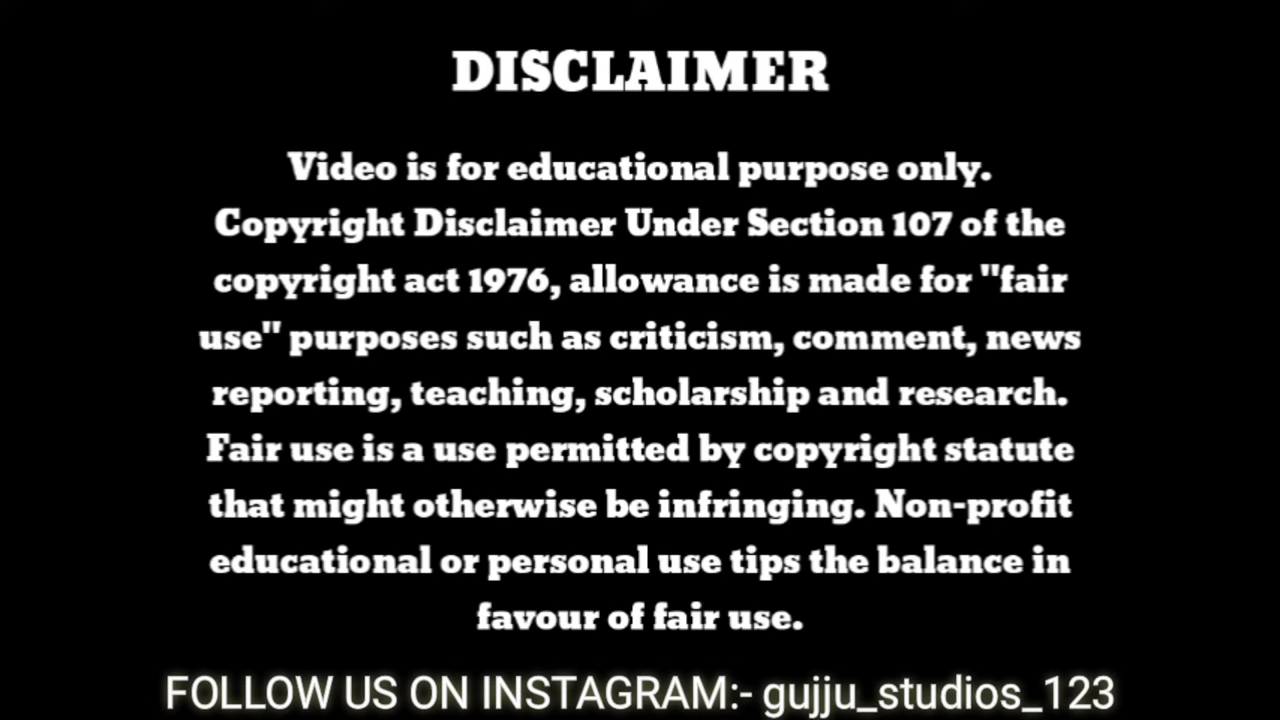 DISCLAIMER
Video is for educational purpose only.
Copyright Disclaimer Under Section 107 of the
copyright act 1976, allowance is made for "fair
use" purposes such as criticism, comment, news
reporting, teaching, scholarship and research.
Fair use is a use permitted by copyright statute
that might otherwise be infringing. Non-profit
educational or personal use tips the balance in
favour of fair use.
FOLLOW US ON INSTAGRAM:- gujju_studios_123